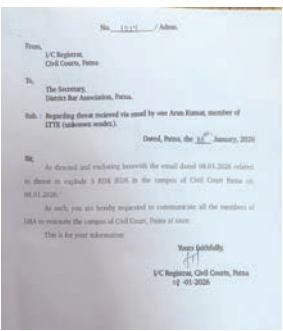 No. 1017 / Admn.
From,
I/C Registrar,
Civil Courts, Patna
To,
The Secretary,
District Bar Association, Patna.
Sub. : Regarding threat recieved via email by one Arun Kumar, member of
LTTE (unknown sender).
Dated, Patna, the January, 2026
Sir,
As directed and enclosing herewith the email dated 08.01.2026 related
to threat to explode 3 RDX IEDS in the campus of Civil Court Patna on
08.01.2026.
As such, you are hereby requested to communicate all the members of
DBA to evacuate the campus of Civil Court, Patna at once.
This is for your information
Yours faithfully,
I/C Registrar, Civil Courts, Patna
-01-2026